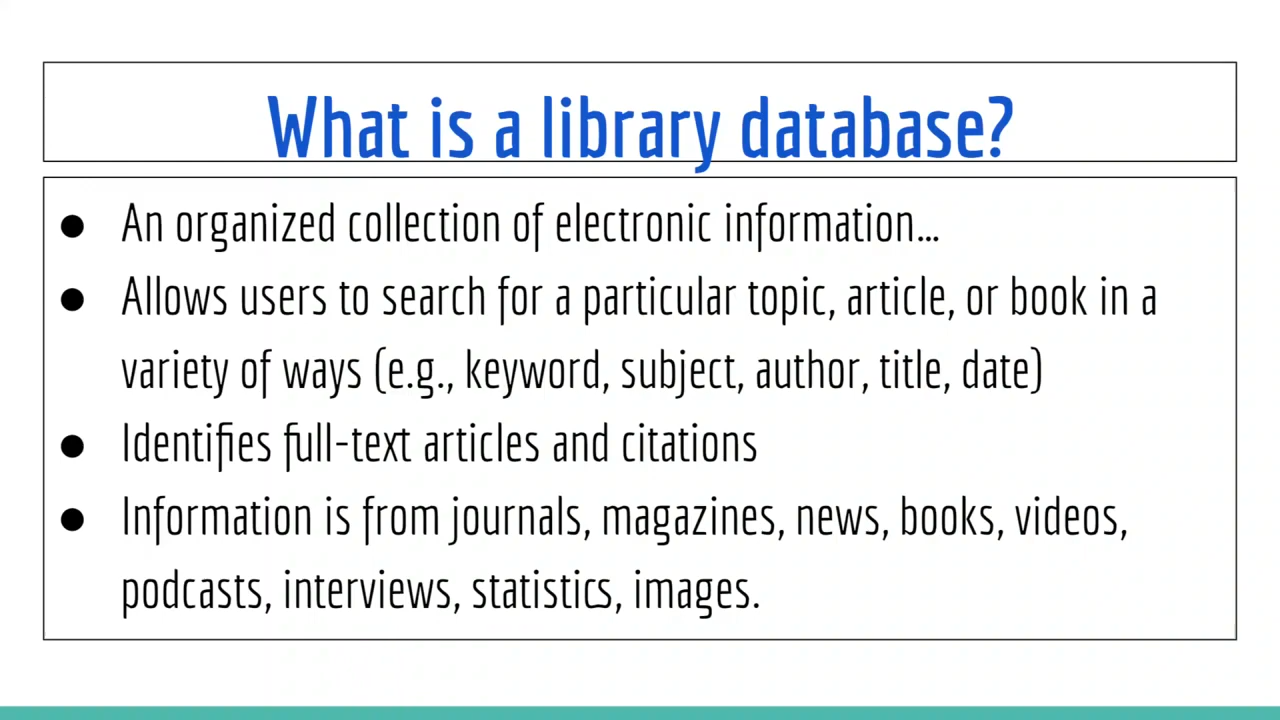 What is a library database?
● An organized collection of electronic information…
● Allows users to search for a particular topic, article, or book in a
variety of ways (e.g., keyword, subject, author, title, date)
● Identifies full-text articles and citations
● Information is from journals, magazines, news, books, videos,
podcasts, interviews, statistics, images.